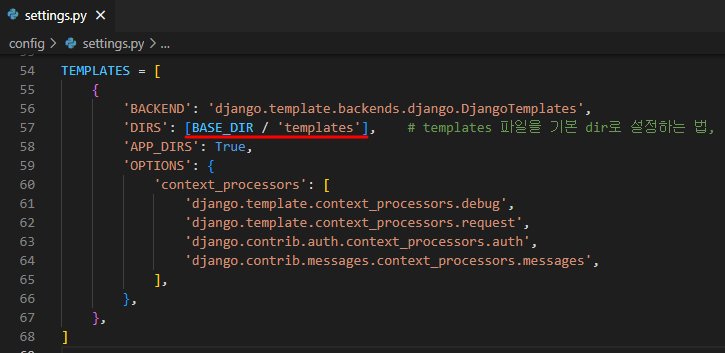 settings.py ×
config > settings.py > ...
54 TEMPLATES = [
55     {
56         'BACKEND': 'django.template.backends.django.DjangoTemplates',
57         'DIRS': [BASE_DIR / 'templates'],    # templates 파일을 기본 dir로 설정하는 법,
58         'APP_DIRS': True,
59         'OPTIONS': {
60             'context_processors': [
61                 'django.template.context_processors.debug',
62                 'django.template.context_processors.request',
63                 'django.contrib.auth.context_processors.auth',
64                 'django.contrib.messages.context_processors.messages',
65             ],
66         },
67     },
68 ]